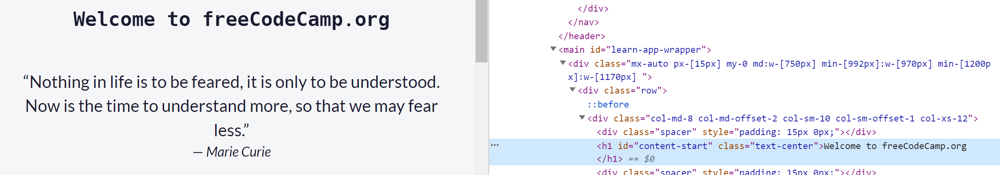 Welcome to freeCodeCamp.org
“Nothing in life is to be feared, it is only to be understood.
Now is the time to understand more, so that we may fear
less.”
— Marie Curie
</div>
</nav>
</header>
<main id="learn-app-wrapper">
<div class="mx-auto px-[15px] my-0 md:w-[750px] min-[992px]:w-[970px] min-[1200p
x]:w-[1170px] ">
<div class="row">
::before
<div class="col-md-8 col-md-offset-2 col-sm-10 col-sm-offset-1 col-xs-12">
<div class="spacer" style="padding: 15px 0px;"></div>
<h1 id="content-start" class="text-center">Welcome to freeCodeCamp.org
</h1> == $0
<div class="spacer" style="padding: 15px 0px;"></div>